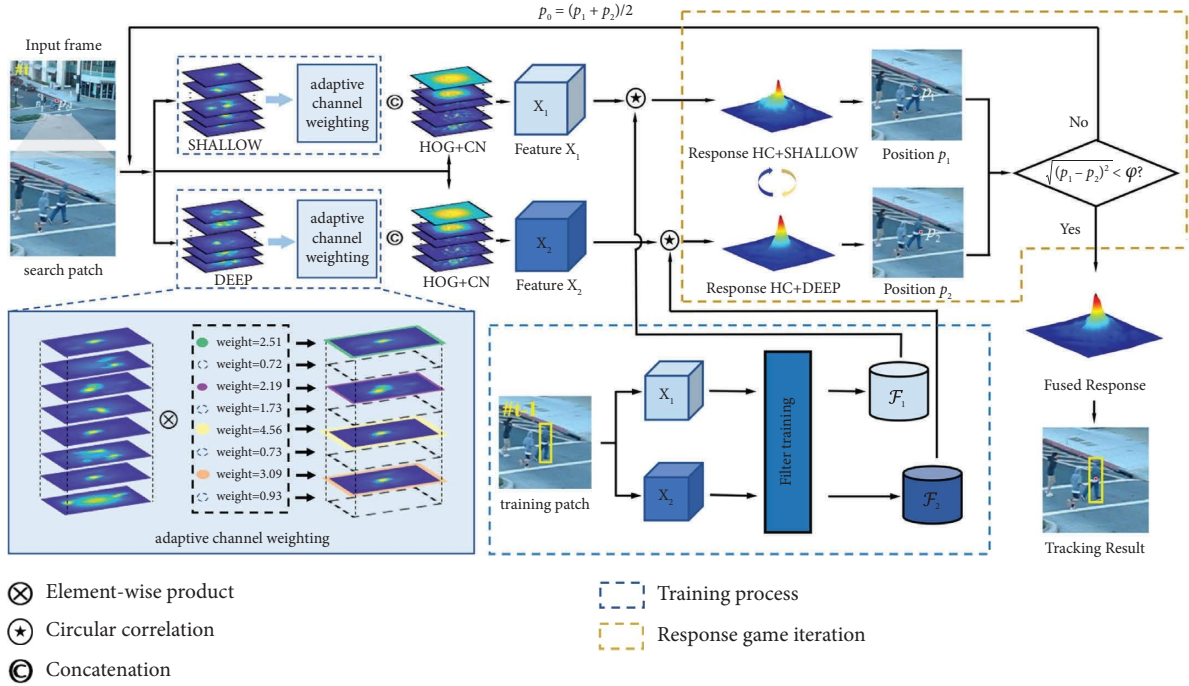 p₀ = (p₁ + p₂)/2
Input frame
#t
search patch
SHALLOW
adaptive
channel
weighting
HOG+CN
X₁
Feature X₁
Response HC+SHALLOW
p₁
Position p₁
No
√(p₁ – p₂)² < φ?
Yes
DEEP
adaptive
channel
weighting
HOG+CN
X₂
Feature X₂
Response HC+DEEP
p₂
Position p₂
weight=2.51
weight=0.72
weight=2.19
weight=1.73
weight=4.56
weight=0.73
weight=3.09
weight=0.93
adaptive channel weighting
#t-1
training patch
X₁
X₂
Filter training
ℱ₁
ℱ₂
Fused Response
Tracking Result
Element-wise product
Circular correlation
C Concatenation
Training process
Response game iteration